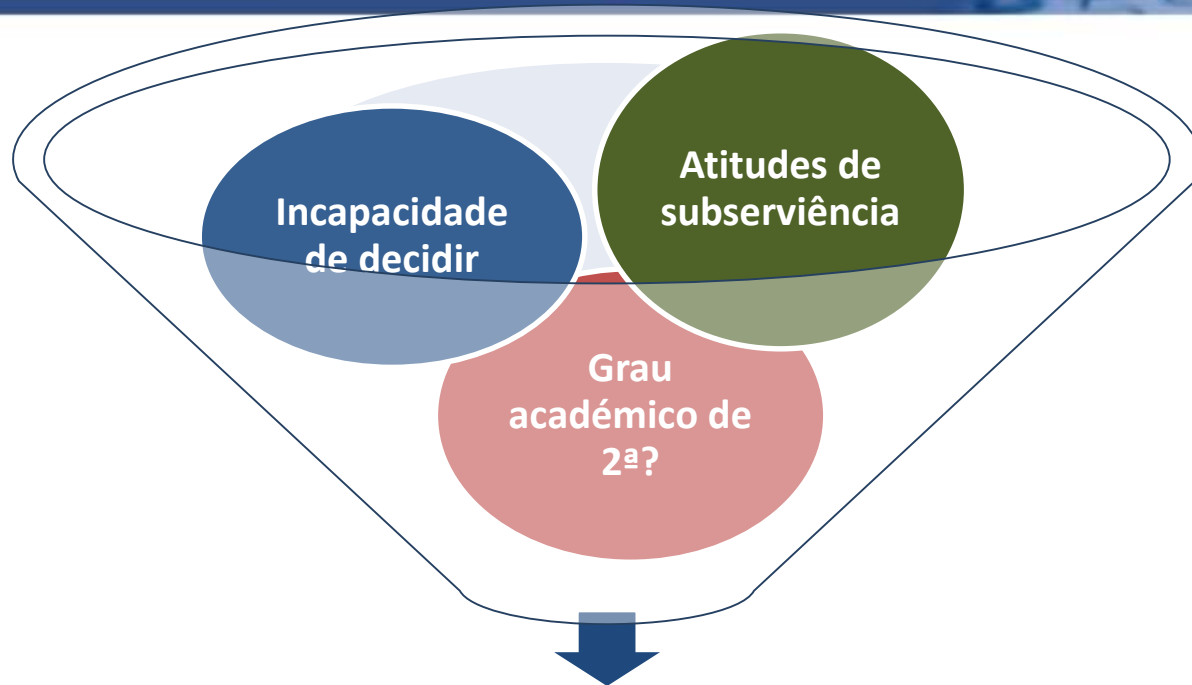 Incapacidade
de decidir
Atitudes de
subserviência
Grau
académico de
2ª?